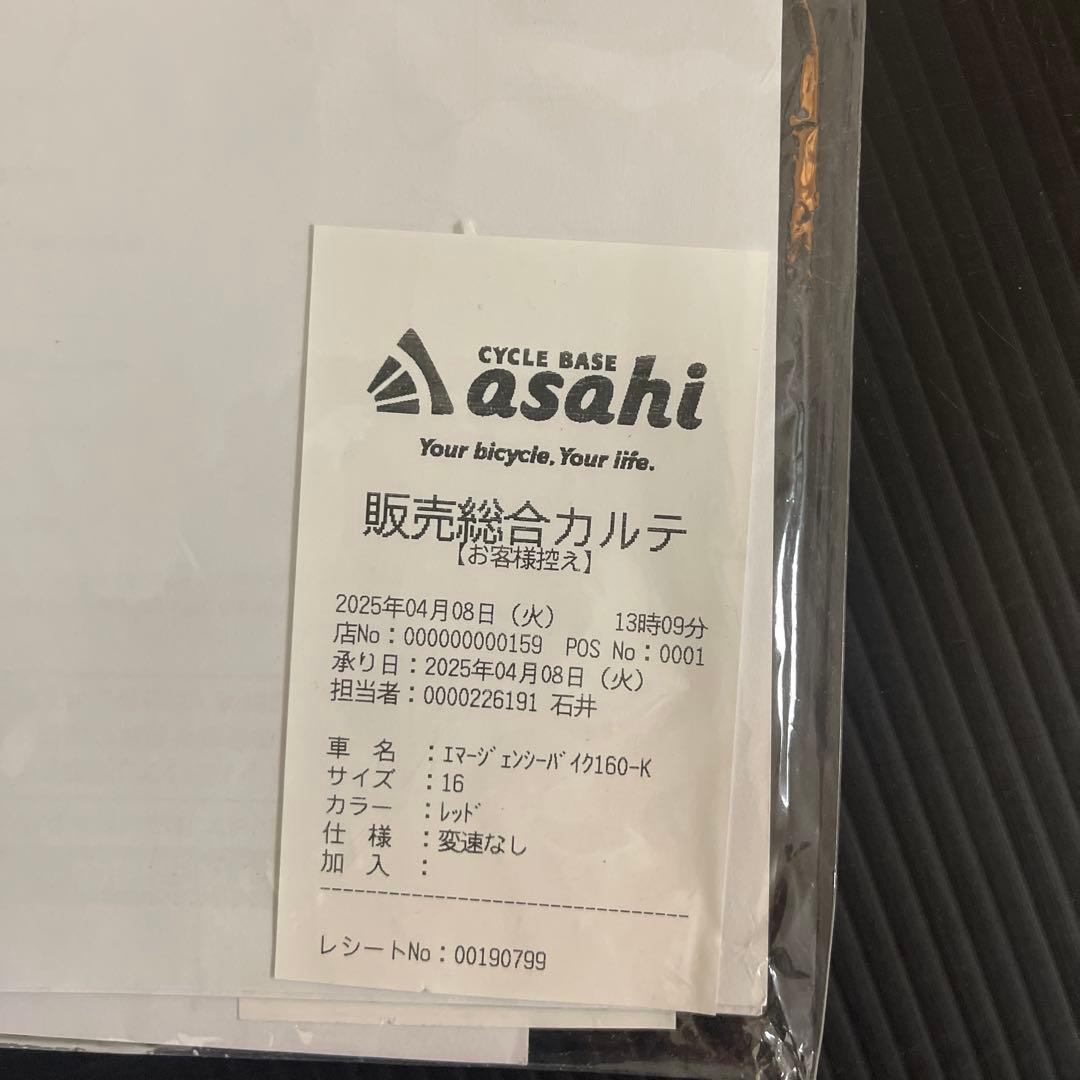 CYCLE BASE
asahi
Your bicycle, Your life.
販売総合カルテ
【お客様控え】
2025年04月08日（火） 13時09分
店No：000000000159 POS No：0001
承り日：2025年04月08日（火）
担当者：0000226191 石井
車 名 ：ｴﾏｰｼﾞｪﾝｼｰﾊﾞｲｸ160-K
サイズ ：16
カラー ：ﾚｯﾄﾞ
仕 様 ：変速なし
加 入 ：
レシートNo：00190799